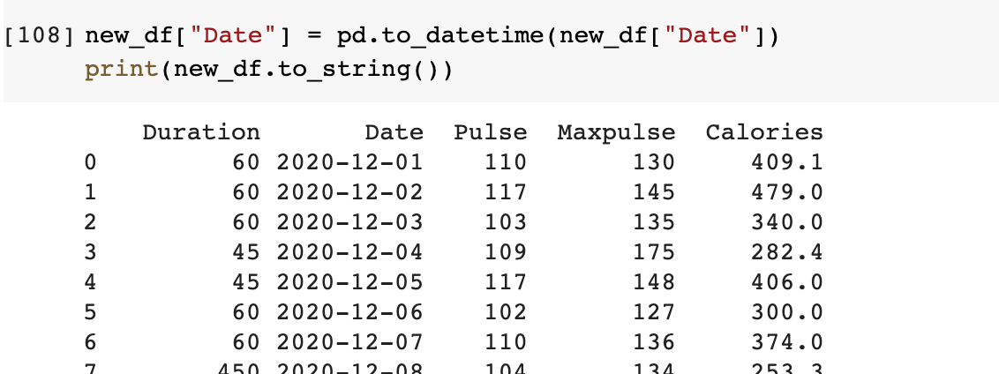 [108] new_df["Date"] = pd.to_datetime(new_df["Date"])
print(new_df.to_string())
Duration Date Pulse Maxpulse Calories
0 60 2020-12-01 110 130 409.1
1 60 2020-12-02 117 145 479.0
2 60 2020-12-03 103 135 340.0
3 45 2020-12-04 109 175 282.4
4 45 2020-12-05 117 148 406.0
5 60 2020-12-06 102 127 300.0
6 60 2020-12-07 110 136 374.0
7 450 2020-12-08 104 134 253.3